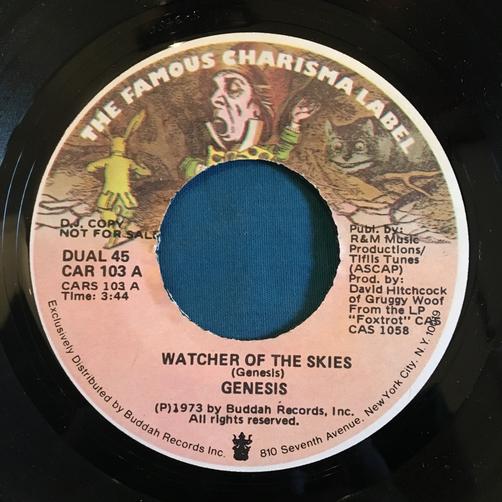 THE FAMOUS CHARISMA LABEL
D.J. COPY
NOT FOR SALE
DUAL 45
CAR 103 A
CARS 103 A
Time: 3:44
Publ. by:
R&M Music
Productions/
Tifils Tunes
(ASCAP)
Prod. by:
David Hitchcock
of Gruggy Woof
From the LP
"Foxtrot" CAS
CAS 1058
WATCHER OF THE SKIES
(Genesis)
GENESIS
(P)1973 by Buddah Records, Inc.
All rights reserved.
Exclusively Distributed by Buddah Records Inc. 810 Seventh Avenue, New York City, N.Y. 10019